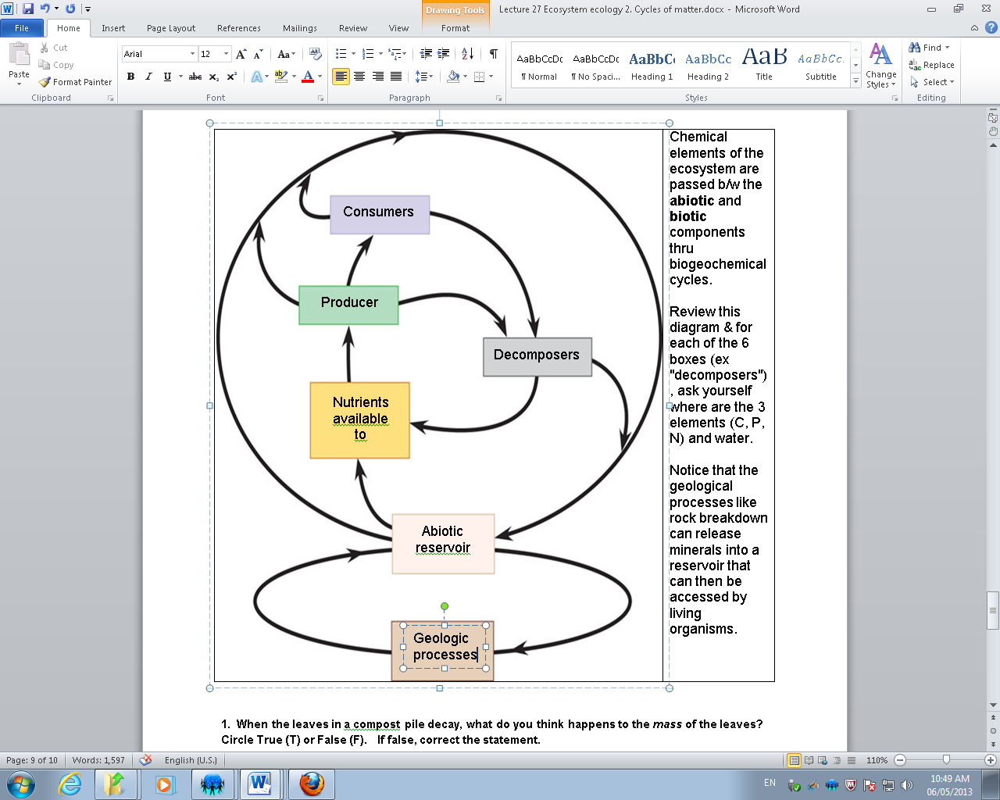 Lecture 27 Ecosystem ecology 2. Cycles of matter.docx - Microsoft Word
Drawing Tools
File Home Insert Page Layout References Mailings Review View Format
Paste
Cut
Copy
Format Painter
Clipboard
Arial 12
Font
Paragraph
AaBbCcDc AaBbCcDc AaBbC AaBbCc AaB AaBbCc.
¶ Normal ¶ No Spaci... Heading 1 Heading 2 Title Subtitle
Change
Styles
Styles
Find
Replace
Select
Editing
Consumers
Producer
Decomposers
Nutrients
available
to
Abiotic
reservoir
Geologic
processes
Chemical
elements of the
ecosystem are
passed b/w the
abiotic and
biotic
components
thru
biogeochemical
cycles.
Review this
diagram & for
each of the 6
boxes (ex
"decomposers")
, ask yourself
where are the 3
elements (C, P,
N) and water.
Notice that the
geological
processes like
rock breakdown
can release
minerals into a
reservoir that
can then be
accessed by
living
organisms.
1. When the leaves in a compost pile decay, what do you think happens to the mass of the leaves?
Circle True (T) or False (F). If false, correct the statement.
Page: 9 of 10 Words: 1,597 English (U.S.) 110%
EN
10:49 AM
06/05/2013